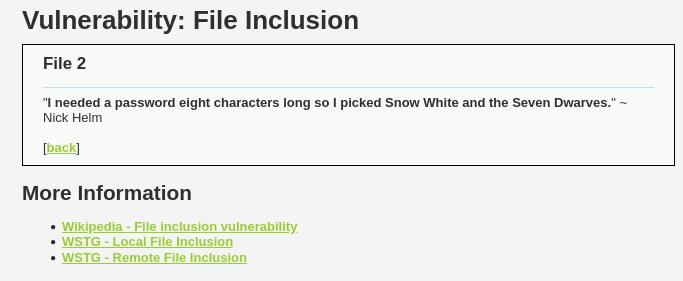 Vulnerability: File Inclusion
File 2
"I needed a password eight characters long so I picked Snow White and the Seven Dwarves." ~
Nick Helm
[back]
More Information
• Wikipedia - File inclusion vulnerability
• WSTG - Local File Inclusion
• WSTG - Remote File Inclusion